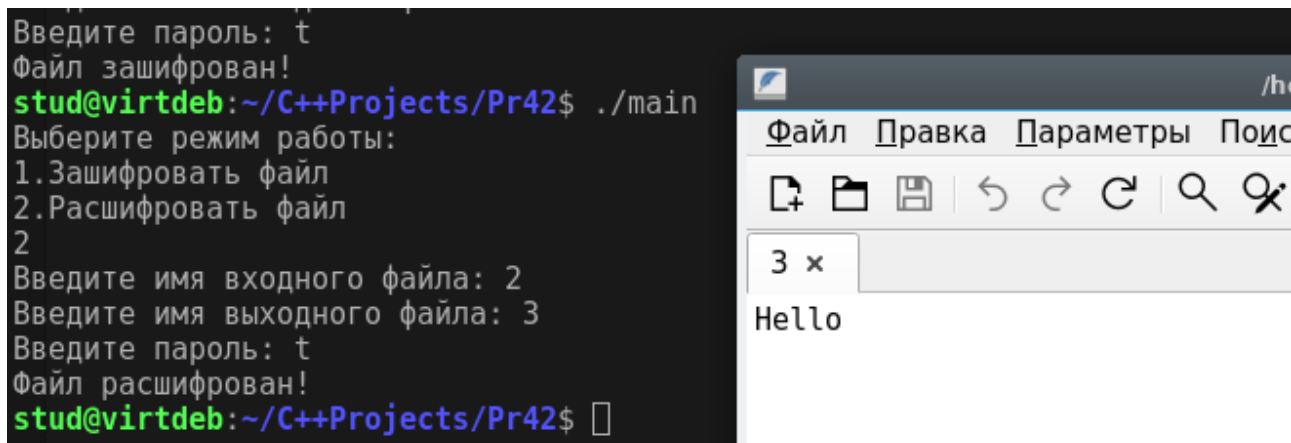 Введите пароль: t
Файл зашифрован!
stud@virtdeb:~/C++Projects/Pr42$ ./main
Выберите режим работы:
1.Зашифровать файл
2.Расшифровать файл
2
Введите имя входного файла: 2
Введите имя выходного файла: 3
Введите пароль: t
Файл расшифрован!
stud@virtdeb:~/C++Projects/Pr42$
Файл Правка Параметры
3 ×
Hello